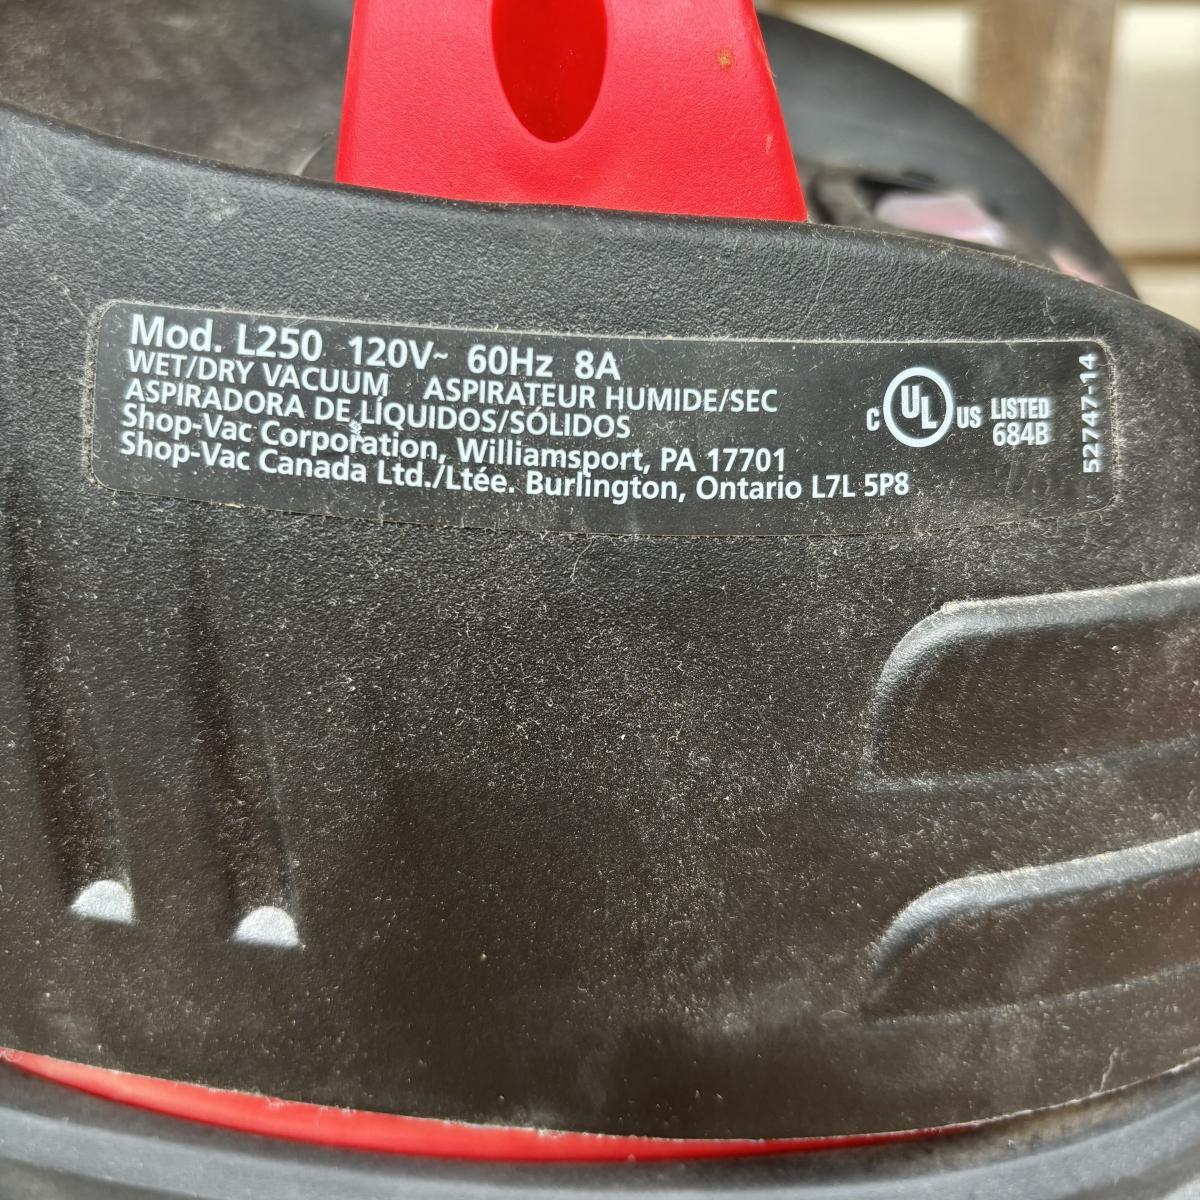 Mod. L250 120V~ 60Hz 8A
WET/DRY VACUUM ASPIRATEUR HUMIDE/SEC
ASPIRADORA DE LÍQUIDOS/SÓLIDOS
Shop-Vac Corporation, Williamsport, PA 17701
Shop-Vac Canada Ltd./Ltée. Burlington, Ontario L7L 5P8
C UL US LISTED
684B
52747-14